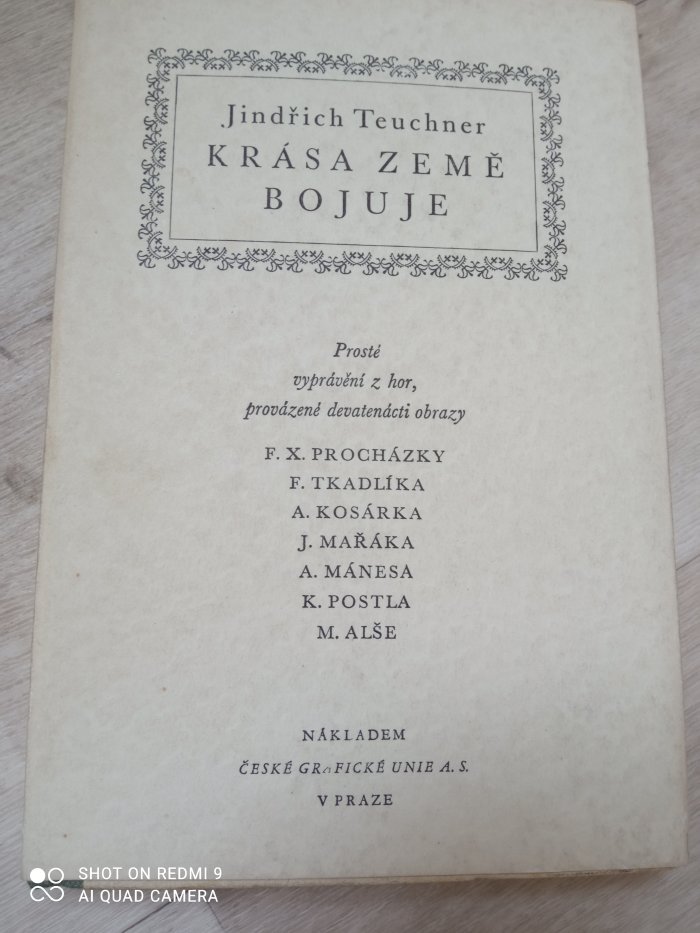 Jindřich Teuchner
KRÁSA ZEMĚ
BOJUJE
Prosté
vyprávění z hor,
provázené devatenácti obrazy
F. X. PROCHÁZKY
F. TKADLÍKA
A. KOSÁRKA
J. MAŘÁKA
A. MÁNESA
K. POSTLA
M. ALŠE
NÁKLADEM
ČESKÉ GRAFICKÉ UNIE A. S.
V PRAZE
SHOT ON REDMI 9
AI QUAD CAMERA